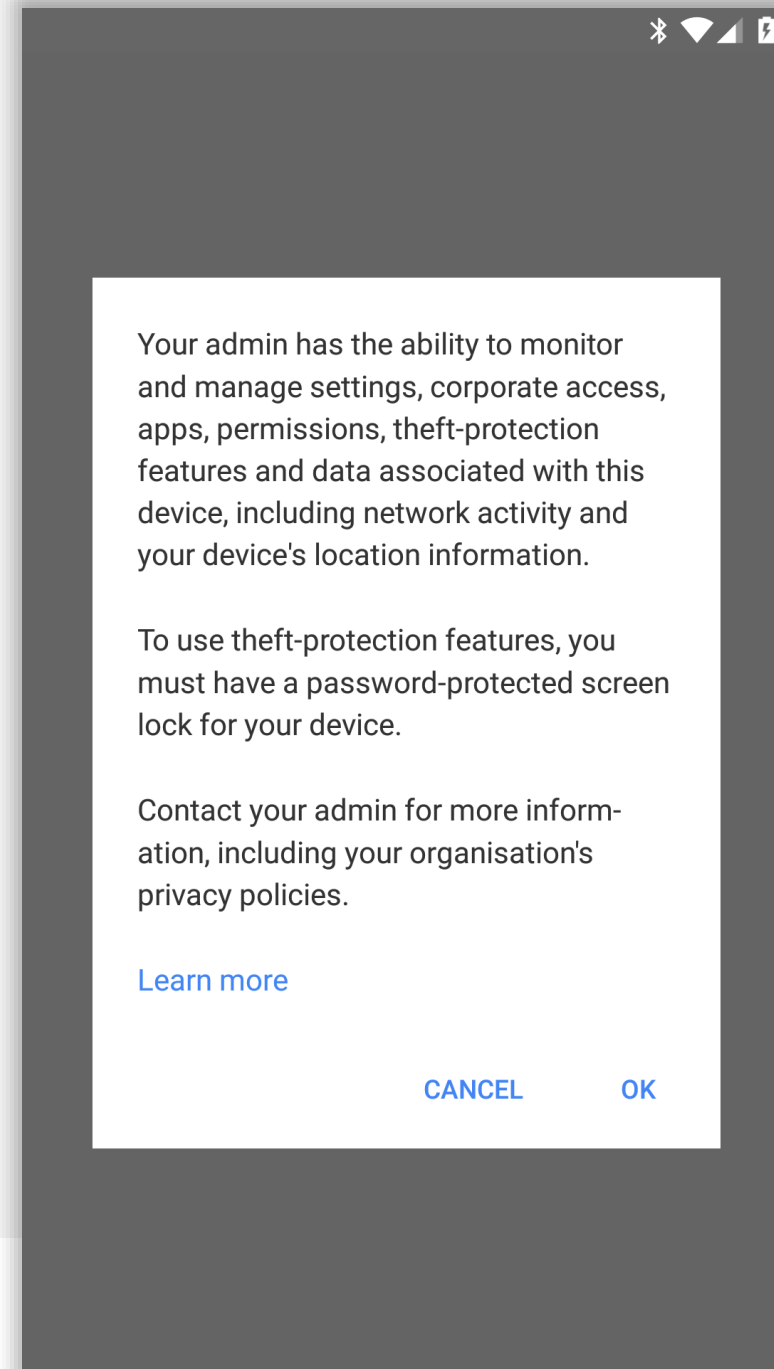 Your admin has the ability to monitor
and manage settings, corporate access,
apps, permissions, theft-protection
features and data associated with this
device, including network activity and
your device's location information.
To use theft-protection features, you
must have a password-protected screen
lock for your device.
Contact your admin for more inform-
ation, including your organisation's
privacy policies.
Learn more
CANCEL OK